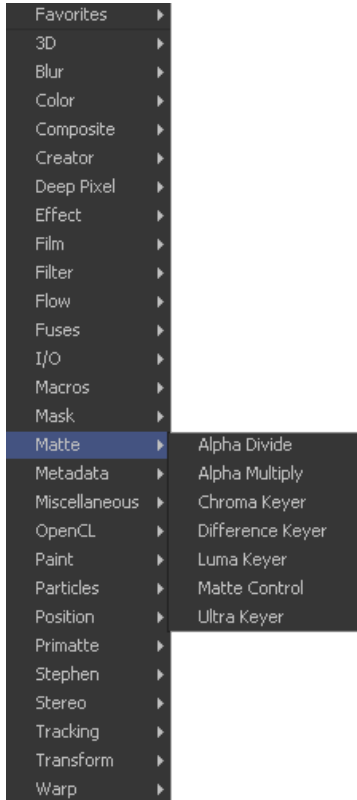 Favorites
3D
Blur
Color
Composite
Creator
Deep Pixel
Effect
Film
Filter
Flow
Fuses
I/O
Macros
Mask
Matte
Metadata
Miscellaneous
OpenCL
Paint
Particles
Position
Primatte
Stephen
Stereo
Tracking
Transform
Warp
Alpha Divide
Alpha Multiply
Chroma Keyer
Difference Keyer
Luma Keyer
Matte Control
Ultra Keyer